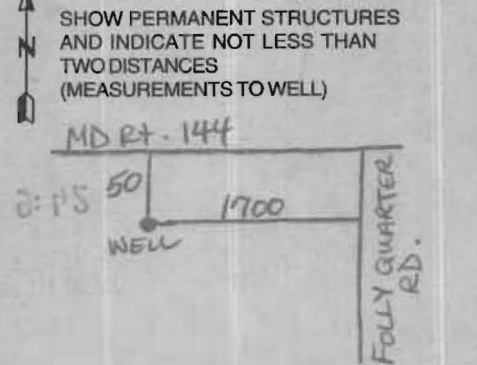 N
SHOW PERMANENT STRUCTURES
AND INDICATE NOT LESS THAN
TWO DISTANCES
(MEASUREMENTS TO WELL)
MD Rt. 144
50
1700
WELL
FOLLY QUARTER
RD.